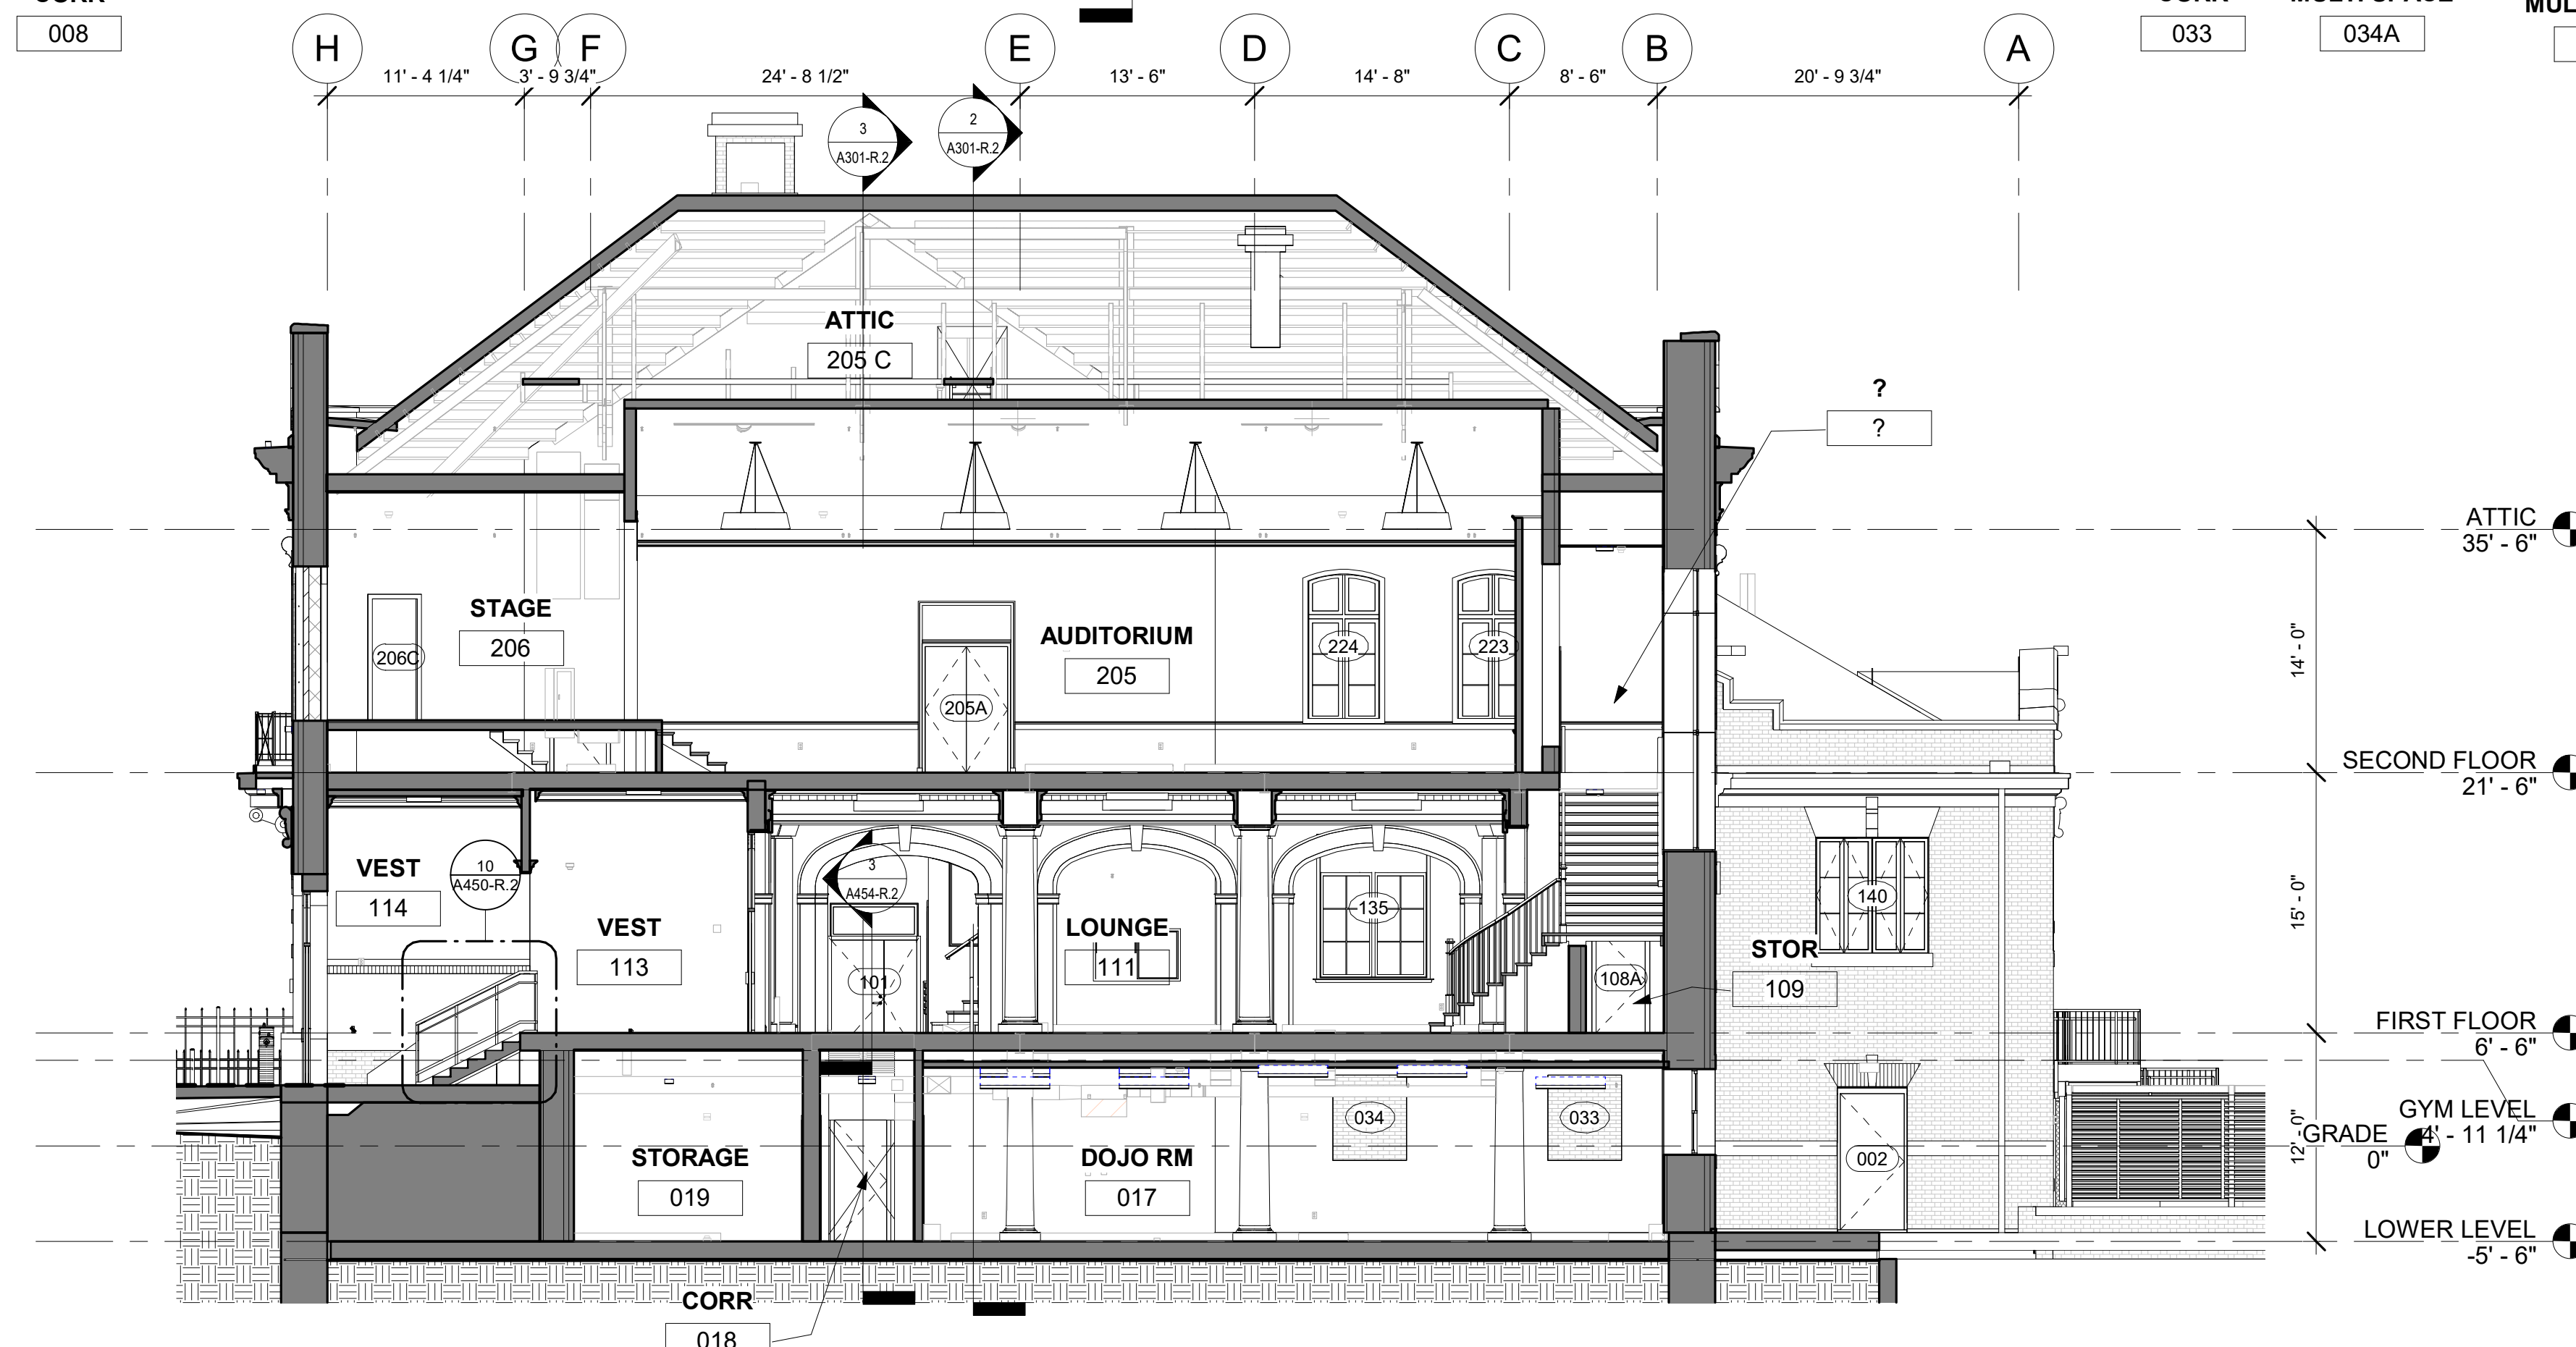 008
033
034A
H
G
F
E
D
C
B
A
11' - 4 1/4"
3' - 9 3/4"
24' - 8 1/2"
13' - 6"
14' - 8"
8' - 6"
20' - 9 3/4"
3
A301-R.2
2
A301-R.2
ATTIC
205 C
?
?
ATTIC
35' - 6"
STAGE
206
206C
AUDITORIUM
205
205A
224
223
14' - 0"
SECOND FLOOR
21' - 6"
VEST
114
10
A450-R.2
VEST
113
3
A454-R.2
101
LOUNGE
111
135
108A
STOR
109
140
15' - 0"
FIRST FLOOR
6' - 6"
GYM LEVEL
4' - 11 1/4"
GRADE
0"
12' - 0"
STORAGE
019
DOJO RM
017
034
033
002
LOWER LEVEL
-5' - 6"
CORR
018